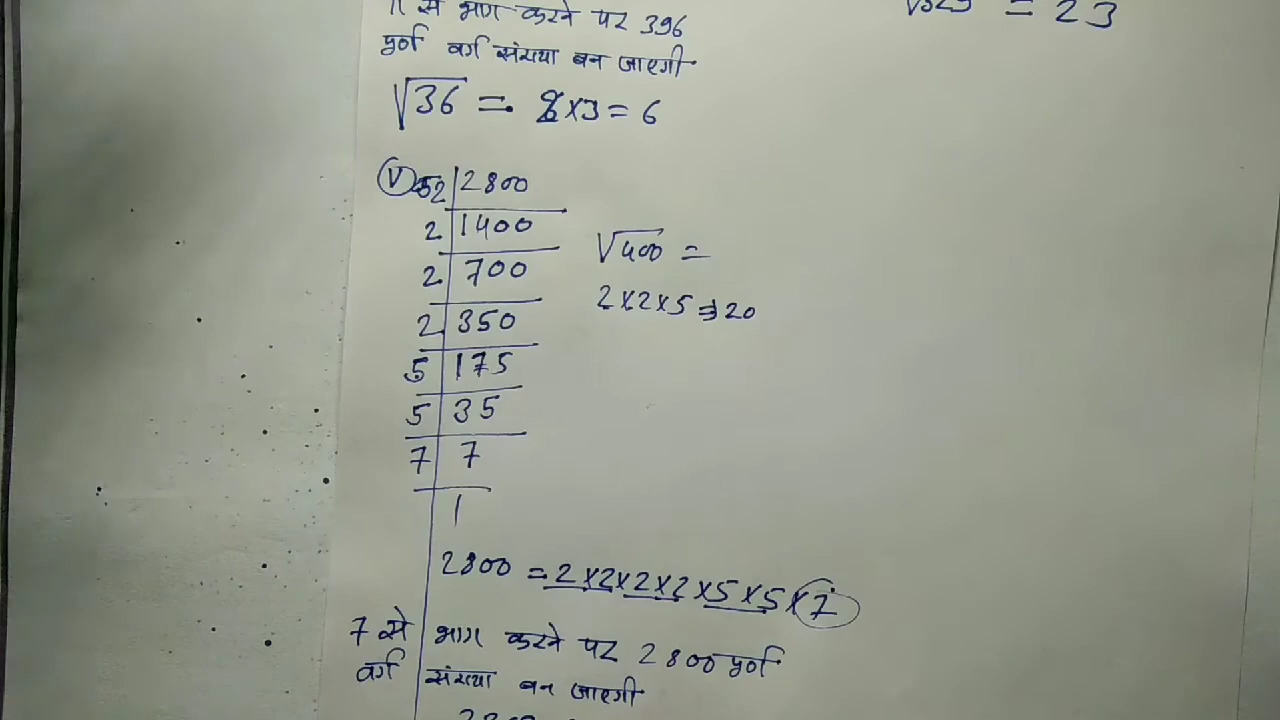 11 से भाग करने पर 396
पूर्ण वर्ग संख्या बन जाएगी
√36 = 2×3 = 6
√529 = 23
(V) 2 | 2800
2 | 1400
2 | 700
2 | 350
5 | 175
5 | 35
7 | 7
1
√400 =
2×2×5 ⇒ 20
2800 = 2×2×2×2×5×5×7
7 से भाग करने पर 2800 पूर्ण
वर्ग संख्या बन जाएगी